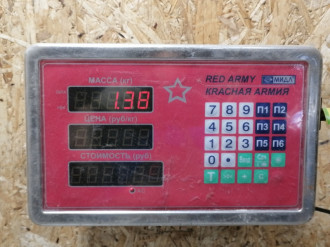 МАССА (кг)
1.38
ЦЕНА (руб/кг)
СТОИМОСТЬ (руб)
RED ARMY МИДЛ
КРАСНАЯ АРМИЯ
7 8 9 П1 П2
4 5 6 П3 П4
1 2 3 П5 П6
0 •
T